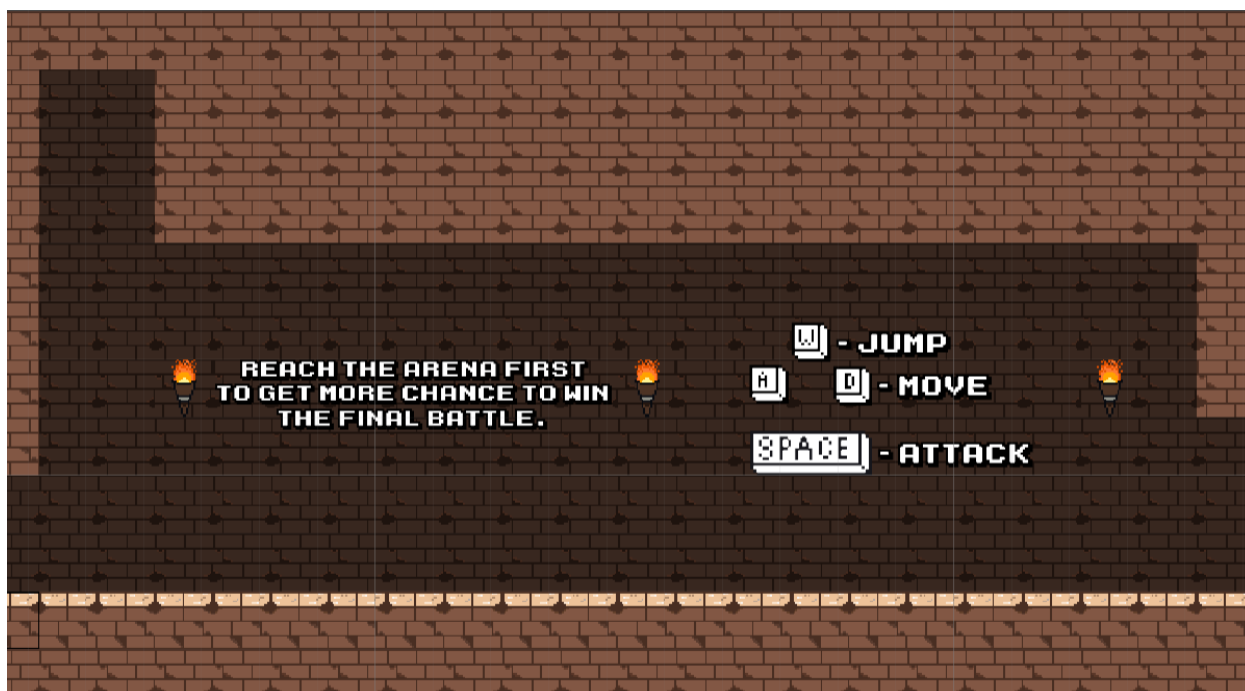 REACH THE ARENA FIRST
TO GET MORE CHANCE TO WIN
THE FINAL BATTLE.
W - JUMP
A D - MOVE
SPACE - ATTACK